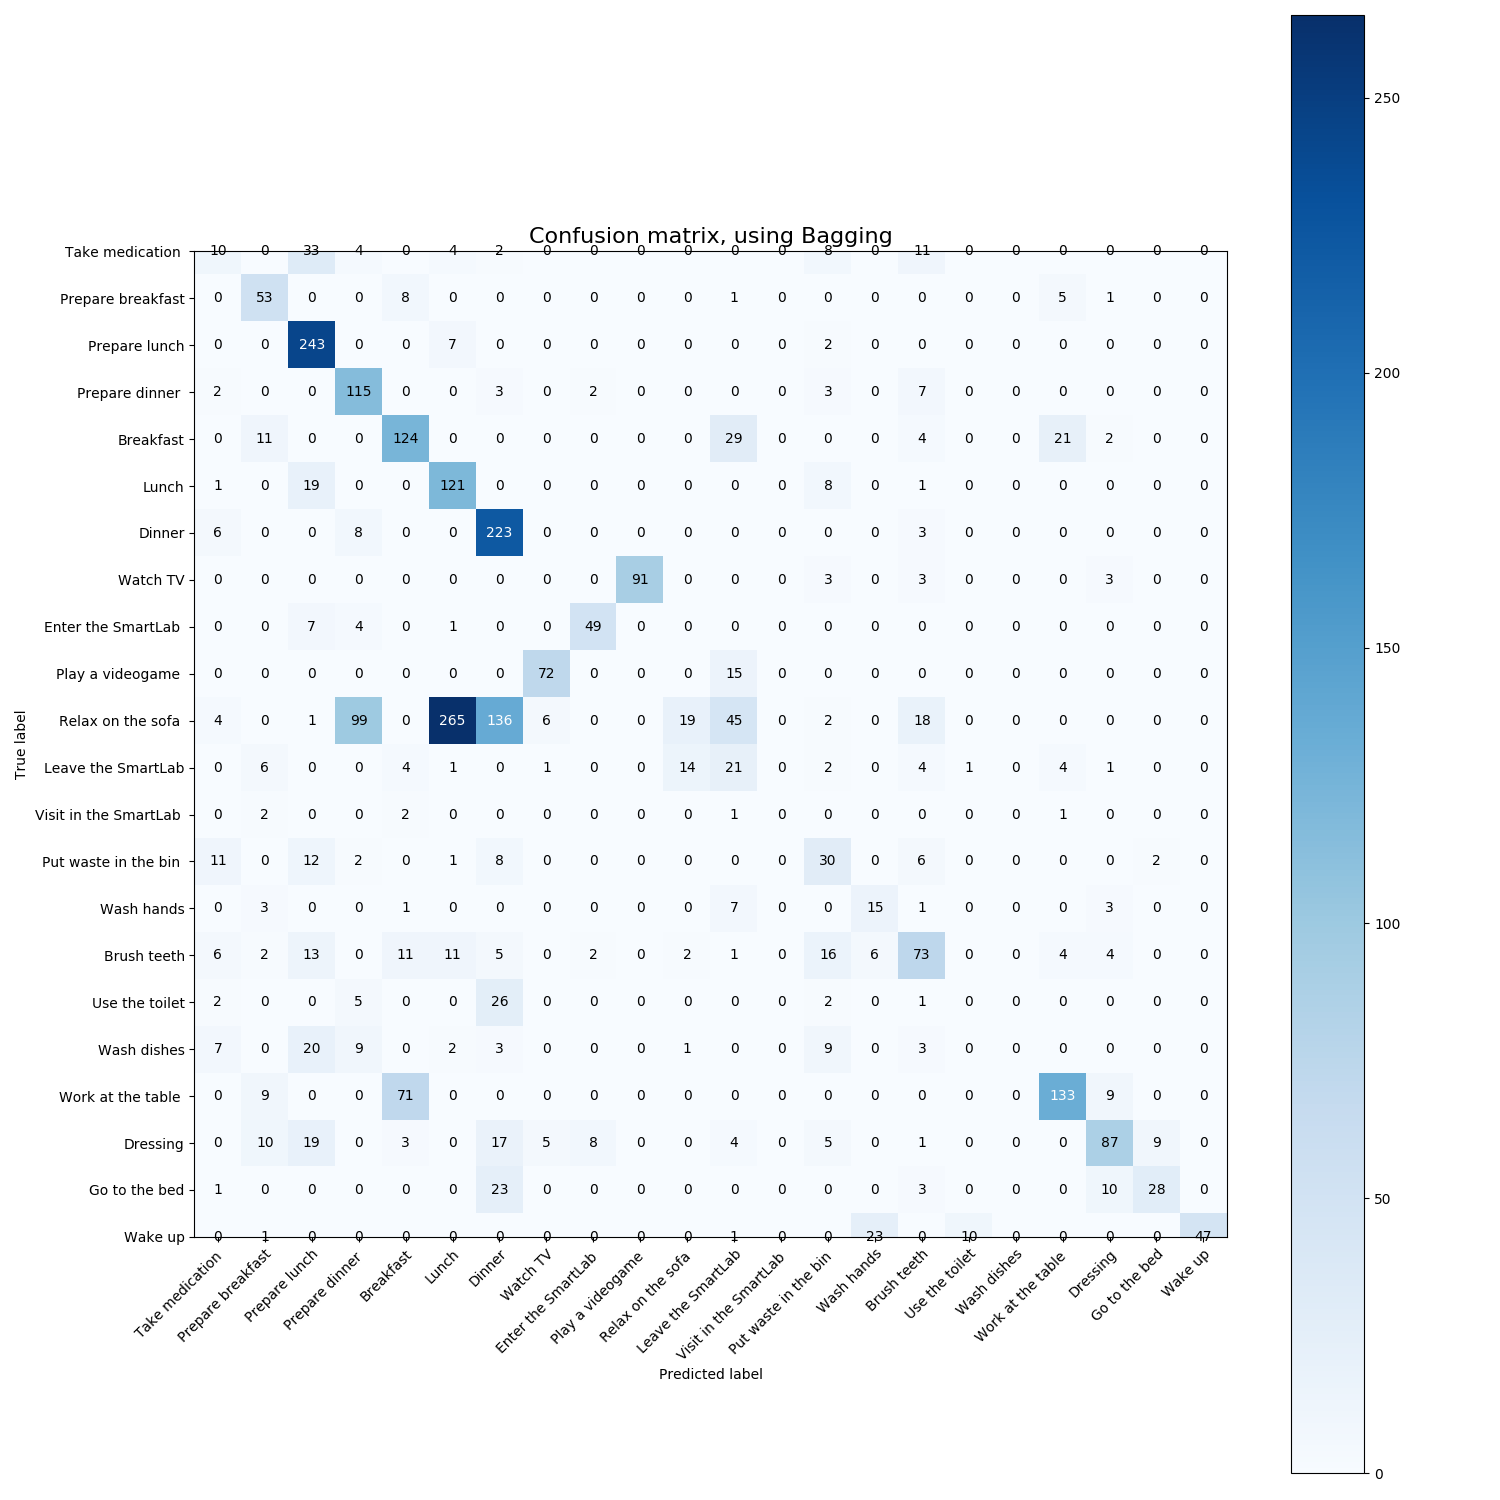 Confusion matrix, using Bagging
Take medication 10 0 33 4 0 4 2 0 0 0 0 0 0 8 0 11 0 0 0 0 0 0
Prepare breakfast 0 53 0 0 8 0 0 0 0 0 0 1 0 0 0 0 0 0 5 1 0 0
Prepare lunch 0 0 243 0 0 7 0 0 0 0 0 0 0 2 0 0 0 0 0 0 0 0
Prepare dinner 2 0 0 115 0 0 3 0 2 0 0 0 0 3 0 7 0 0 0 0 0 0
Breakfast 0 11 0 0 124 0 0 0 0 0 0 29 0 0 0 4 0 0 21 2 0 0
Lunch 1 0 19 0 0 121 0 0 0 0 0 0 0 8 0 1 0 0 0 0 0 0
Dinner 6 0 0 8 0 0 223 0 0 0 0 0 0 0 0 3 0 0 0 0 0 0
Watch TV 0 0 0 0 0 0 0 0 0 91 0 0 0 3 0 3 0 0 0 3 0 0
Enter the SmartLab 0 0 7 4 0 1 0 0 49 0 0 0 0 0 0 0 0 0 0 0 0 0
Play a videogame 0 0 0 0 0 0 0 72 0 0 0 15 0 0 0 0 0 0 0 0 0 0
Relax on the sofa 4 0 1 99 0 265 136 6 0 0 19 45 0 2 0 18 0 0 0 0 0 0
Leave the SmartLab 0 6 0 0 4 1 0 1 0 0 14 21 0 2 0 4 1 0 4 1 0 0
Visit in the SmartLab 0 2 0 0 2 0 0 0 0 0 0 1 0 0 0 0 0 0 1 0 0 0
Put waste in the bin 11 0 12 2 0 1 8 0 0 0 0 0 0 30 0 6 0 0 0 0 2 0
Wash hands 0 3 0 0 1 0 0 0 0 0 0 7 0 0 15 1 0 0 0 3 0 0
Brush teeth 6 2 13 0 11 11 5 0 2 0 2 1 0 16 6 73 0 0 4 4 0 0
Use the toilet 2 0 0 5 0 0 26 0 0 0 0 0 0 2 0 1 0 0 0 0 0 0
Wash dishes 7 0 20 9 0 2 3 0 0 0 1 0 0 9 0 3 0 0 0 0 0 0
Work at the table 0 9 0 0 71 0 0 0 0 0 0 0 0 0 0 0 0 0 133 9 0 0
Dressing 0 10 19 0 3 0 17 5 8 0 0 4 0 5 0 1 0 0 0 87 9 0
Go to the bed 1 0 0 0 0 0 23 0 0 0 0 0 0 0 0 3 0 0 0 10 28 0
Wake up 0 1 0 0 0 0 0 0 0 0 0 1 0 0 23 0 10 0 0 0 0 47
True label
Take medication
Prepare breakfast
Prepare lunch
Prepare dinner
Breakfast
Lunch
Dinner
Watch TV
Enter the SmartLab
Play a videogame
Relax on the sofa
Leave the SmartLab
Visit in the SmartLab
Put waste in the bin
Wash hands
Brush teeth
Use the toilet
Wash dishes
Work at the table
Dressing
Go to the bed
Wake up
Predicted label
250
200
150
100
50
0